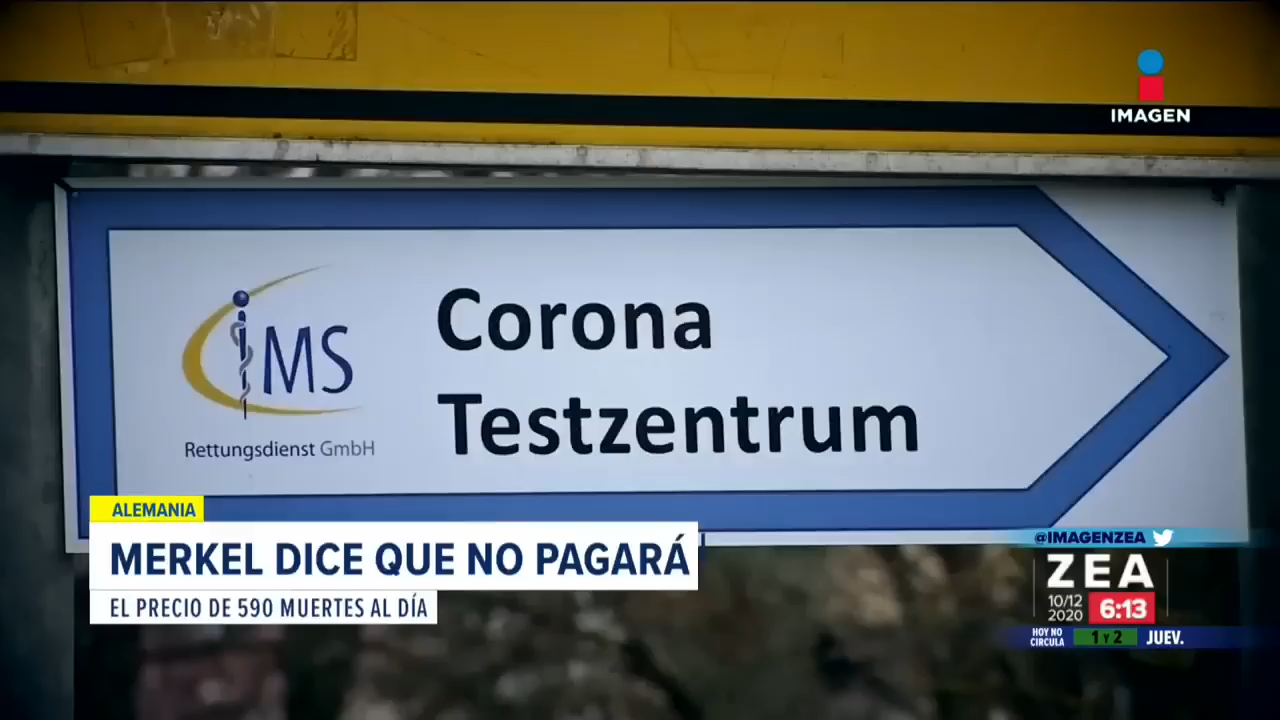 IMAGEN
iMS
Rettungsdienst GmbH
Corona
Testzentrum
ALEMANIA
MERKEL DICE QUE NO PAGARÁ
EL PRECIO DE 590 MUERTES AL DÍA
@IMAGENZEA
ZEA
10/12
2020
6:13
HOY NO
CIRCULA
1 Y 2
JUEV.